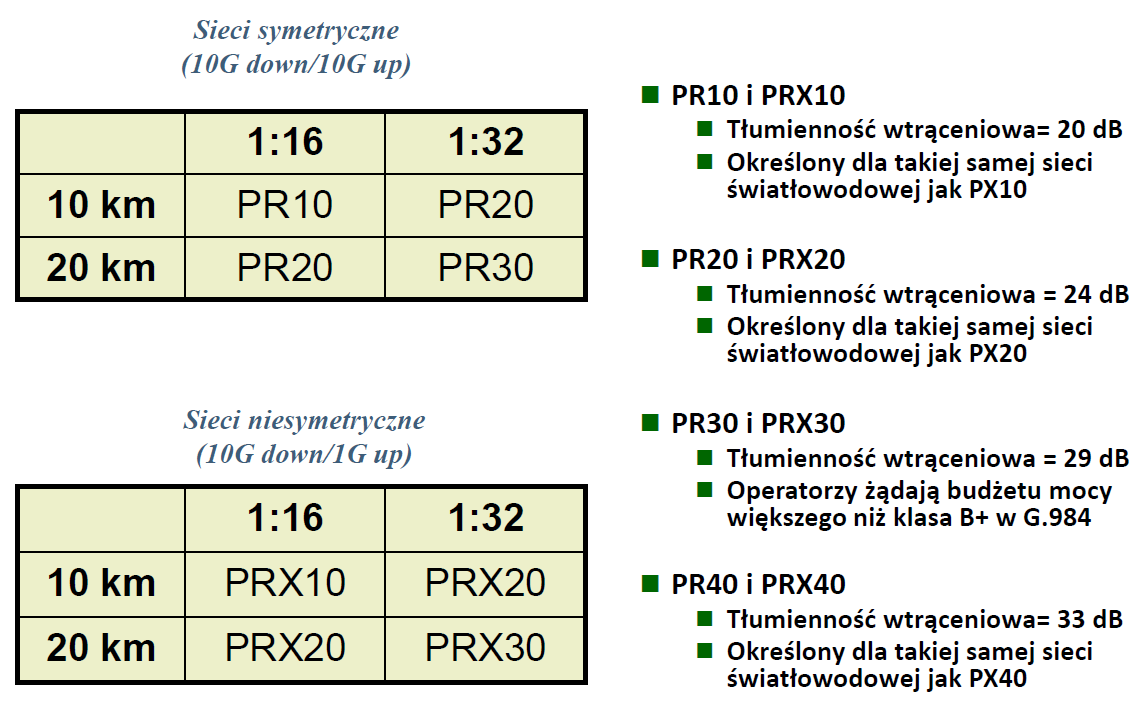 Sieci symetryczne
(10G down/10G up)
1:16 1:32
10 km PR10 PR20
20 km PR20 PR30
Sieci niesymetryczne
(10G down/1G up)
1:16 1:32
10 km PRX10 PRX20
20 km PRX20 PRX30
PR10 i PRX10
Tłumienność wtrąceniowa= 20 dB
Określony dla takiej samej sieci
światłowodowej jak PX10
PR20 i PRX20
Tłumienność wtrąceniowa = 24 dB
Określony dla takiej samej sieci
światłowodowej jak PX20
PR30 i PRX30
Tłumienność wtrąceniowa = 29 dB
Operatorzy żądają budżetu mocy
większego niż klasa B+ w G.984
PR40 i PRX40
Tłumienność wtrąceniowa= 33 dB
Określony dla takiej samej sieci
światłowodowej jak PX40